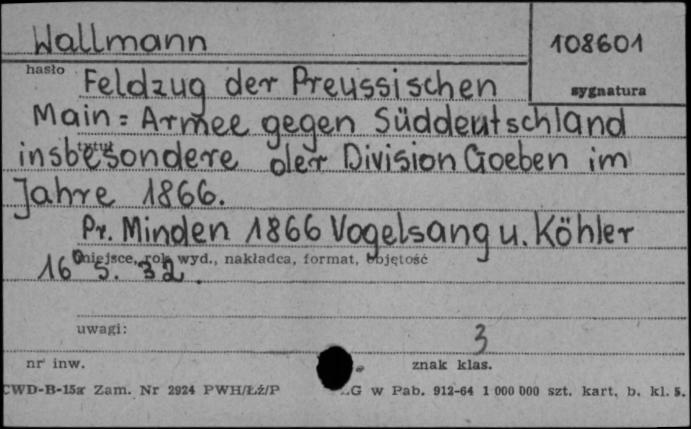 Wallmann
108601
hasło
sygnatura
Feldzug der Preussischen
Main = Armee gegen Süddeutschland
tytuł
insbesondere der Division Goeben im
Jahre 1866.
Pr. Minden 1866 Vogelsang u. Köhler
miejsce, rok wyd., nakładca, format, objętość
16° S. 32.
uwagi:
3
nr inw.
znak klas.
CWD-B-15a Zam. Nr 2924 PWH/Łź/P
G w Pab. 912-64 1 000 000 szt. kart. b. kl. 5.